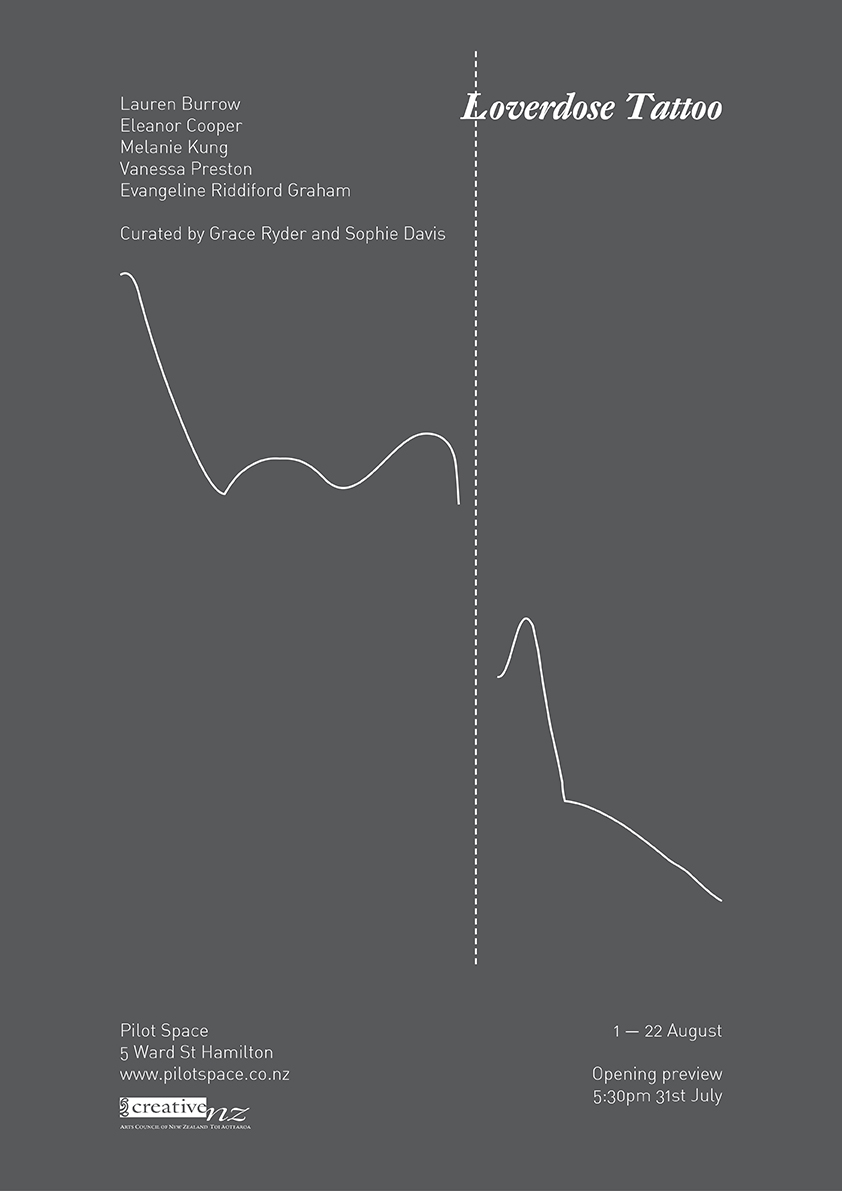 Lauren Burrow
Eleanor Cooper
Melanie Kung
Vanessa Preston
Evangeline Riddiford Graham
Curated by Grace Ryder and Sophie Davis
Loverdose Tattoo
Pilot Space
5 Ward St Hamilton
www.pilotspace.co.nz
creative nz
ARTS COUNCIL OF NEW ZEALAND TOI AOTEAROA
1 — 22 August
Opening preview
5:30pm 31st July